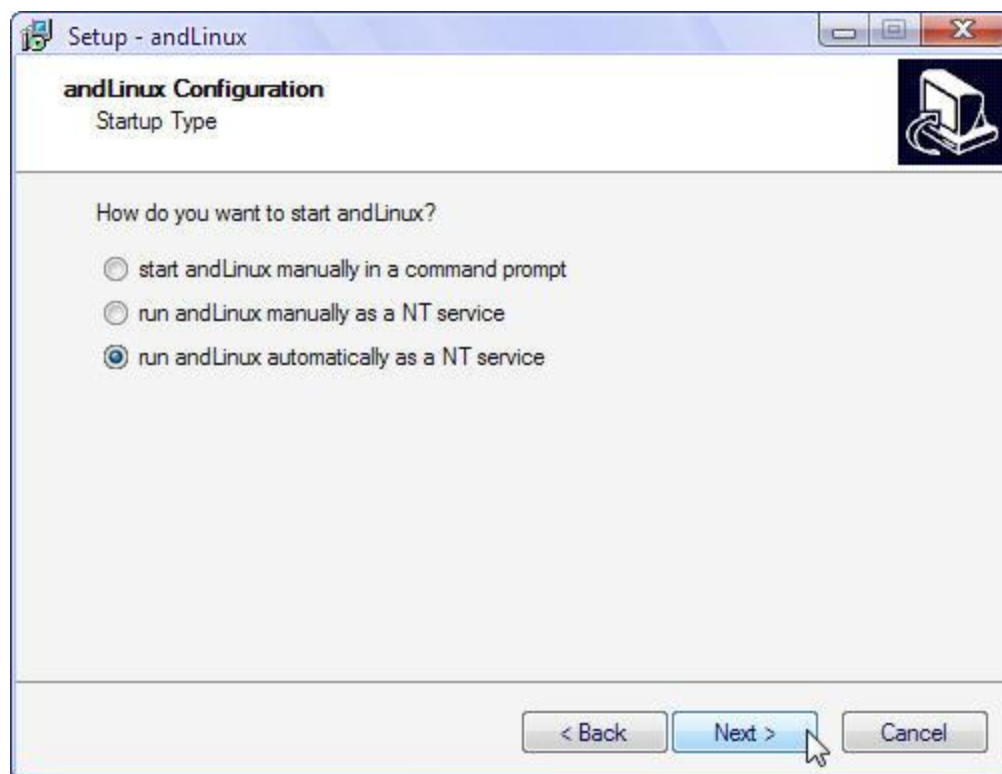 Setup - andLinux
andLinux Configuration
Startup Type
How do you want to start andLinux?
start andLinux manually in a command prompt
run andLinux manually as a NT service
run andLinux automatically as a NT service
< Back
Next >
Cancel